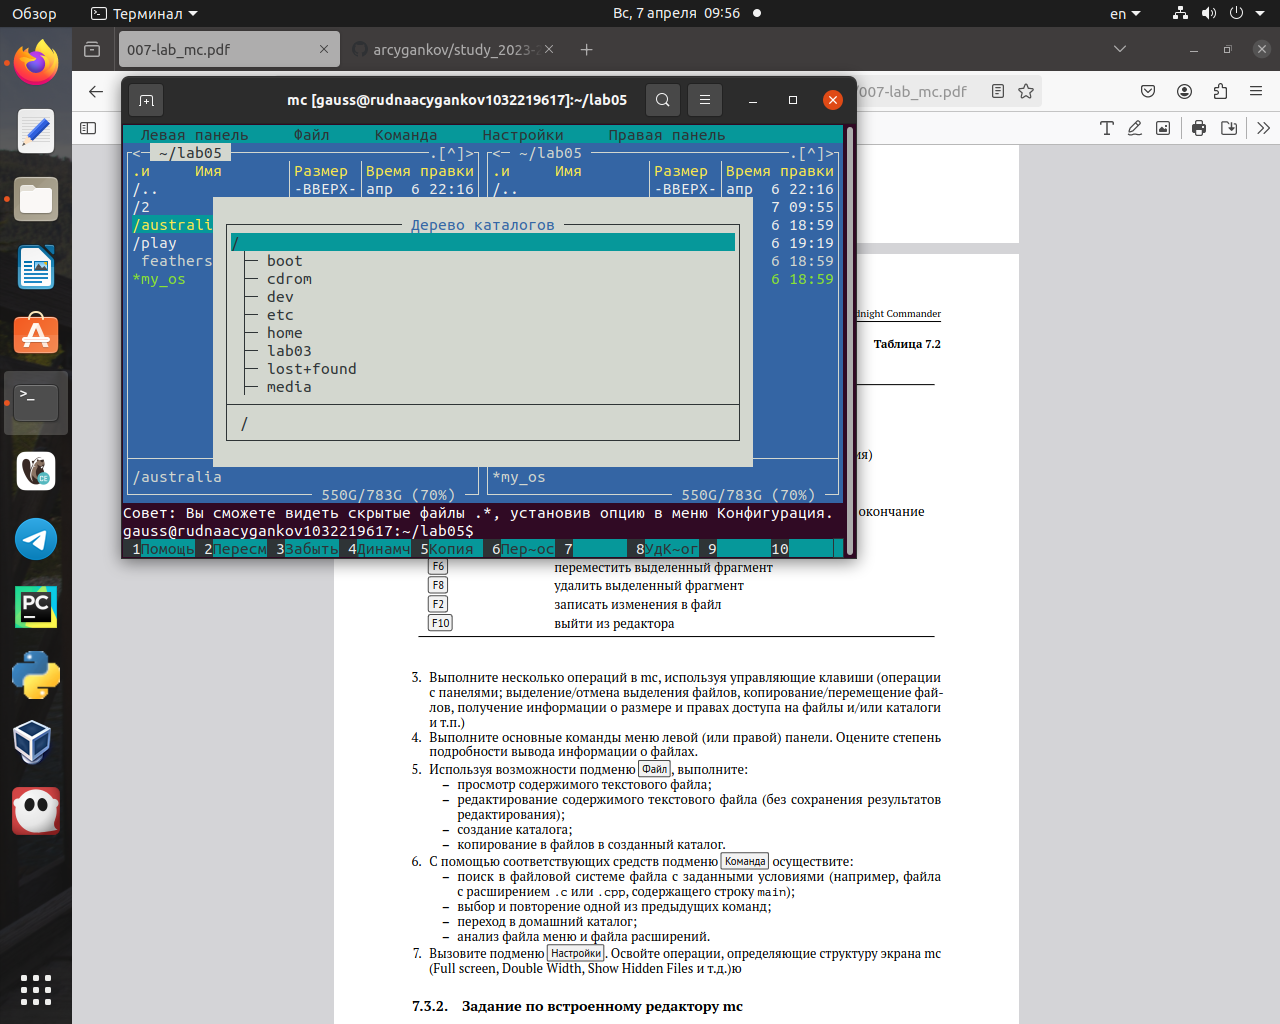 Обзор
Терминал
Вс, 7 апреля 09:56
en
007-lab_mc.pdf
arcygankov/study_2023-2
/007-lab_mc.pdf
mc [gauss@rudnaacygankov1032219617]:~/lab05
Левая панель Файл Команда Настройки Правая панель
<─ ~/lab05 .[^]> <─ ~/lab05 .[^]>
.и Имя Размер Время правки .и Имя Размер Время правки
/.. -ВВЕРХ- апр 6 22:16 /.. -ВВЕРХ- апр 6 22:16
/2 7 09:55
/australi 6 18:59
/play 6 19:19
feathers 6 18:59
*my_os 6 18:59
Дерево каталогов
/
boot
cdrom
dev
etc
home
lab03
lost+found
media
/
/australia *my_os
550G/783G (70%) 550G/783G (70%)
Совет: Вы сможете видеть скрытые файлы .*, установив опцию в меню Конфигурация.
gauss@rudnaacygankov1032219617:~/lab05$
1Помощь 2Пересм 3Забыть 4Динамч 5Копия 6Пер~ос 7 8УдК~ог 9 10
dnight Commander
Таблица 7.2
ия)
окончание
F6 переместить выделенный фрагмент
F8 удалить выделенный фрагмент
F2 записать изменения в файл
F10 выйти из редактора
3. Выполните несколько операций в mc, используя управляющие клавиши (операции
с панелями; выделение/отмена выделения файлов, копирование/перемещение фай-
лов, получение информации о размере и правах доступа на файлы и/или каталоги
и т.п.)
4. Выполните основные команды меню левой (или правой) панели. Оцените степень
подробности вывода информации о файлах.
5. Используя возможности подменю Файл, выполните:
– просмотр содержимого текстового файла;
– редактирование содержимого текстового файла (без сохранения результатов
редактирования);
– создание каталога;
– копирование в файлов в созданный каталог.
6. С помощью соответствующих средств подменю Команда осуществите:
– поиск в файловой системе файла с заданными условиями (например, файла
с расширением .c или .cpp, содержащего строку main);
– выбор и повторение одной из предыдущих команд;
– переход в домашний каталог;
– анализ файла меню и файла расширений.
7. Вызовите подменю Настройки. Освойте операции, определяющие структуру экрана mc
(Full screen, Double Width, Show Hidden Files и т.д.)ю
7.3.2. Задание по встроенному редактору mc